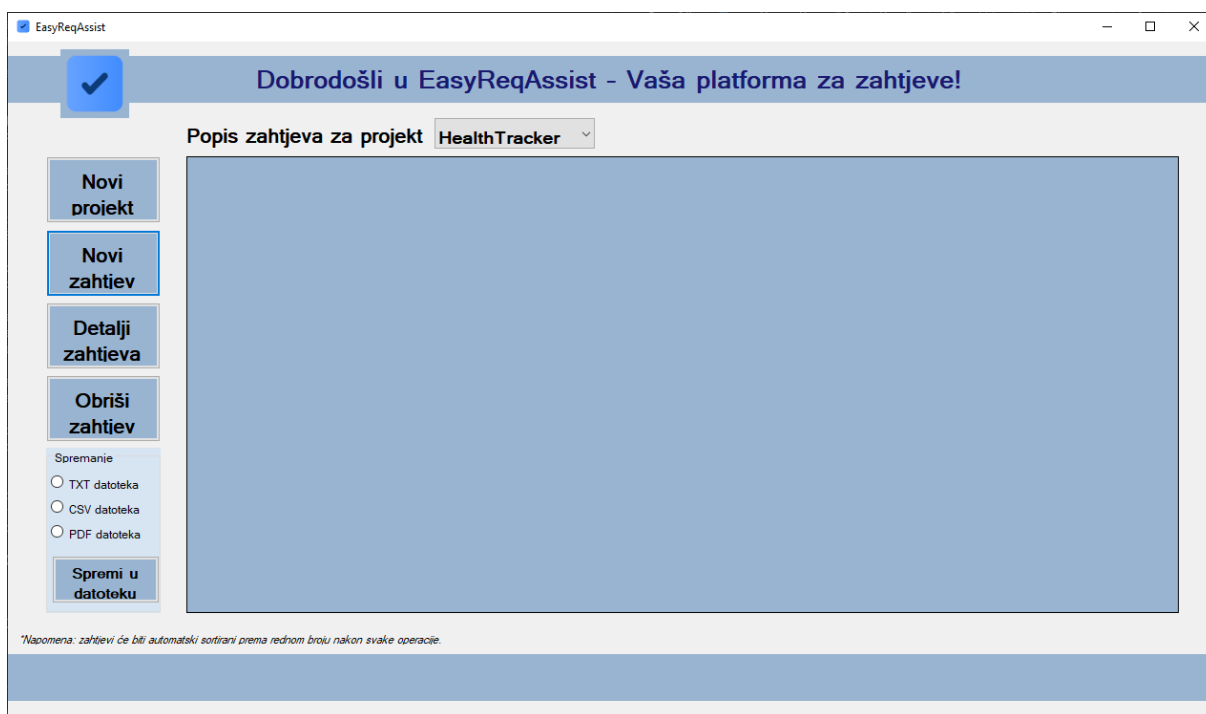 EasyReqAssist
Dobrodošli u EasyReqAssist - Vaša platforma za zahtjeve!
Popis zahtjeva za projekt HealthTracker
Novi
projekt
Novi
zahtjev
Detalji
zahtjeva
Obriši
zahtjev
Spremanje
TXT datoteka
CSV datoteka
PDF datoteka
Spremi u
datoteku
*Napomena: zahtjevi će biti automatski sortirani prema rednom broju nakon svake operacije.